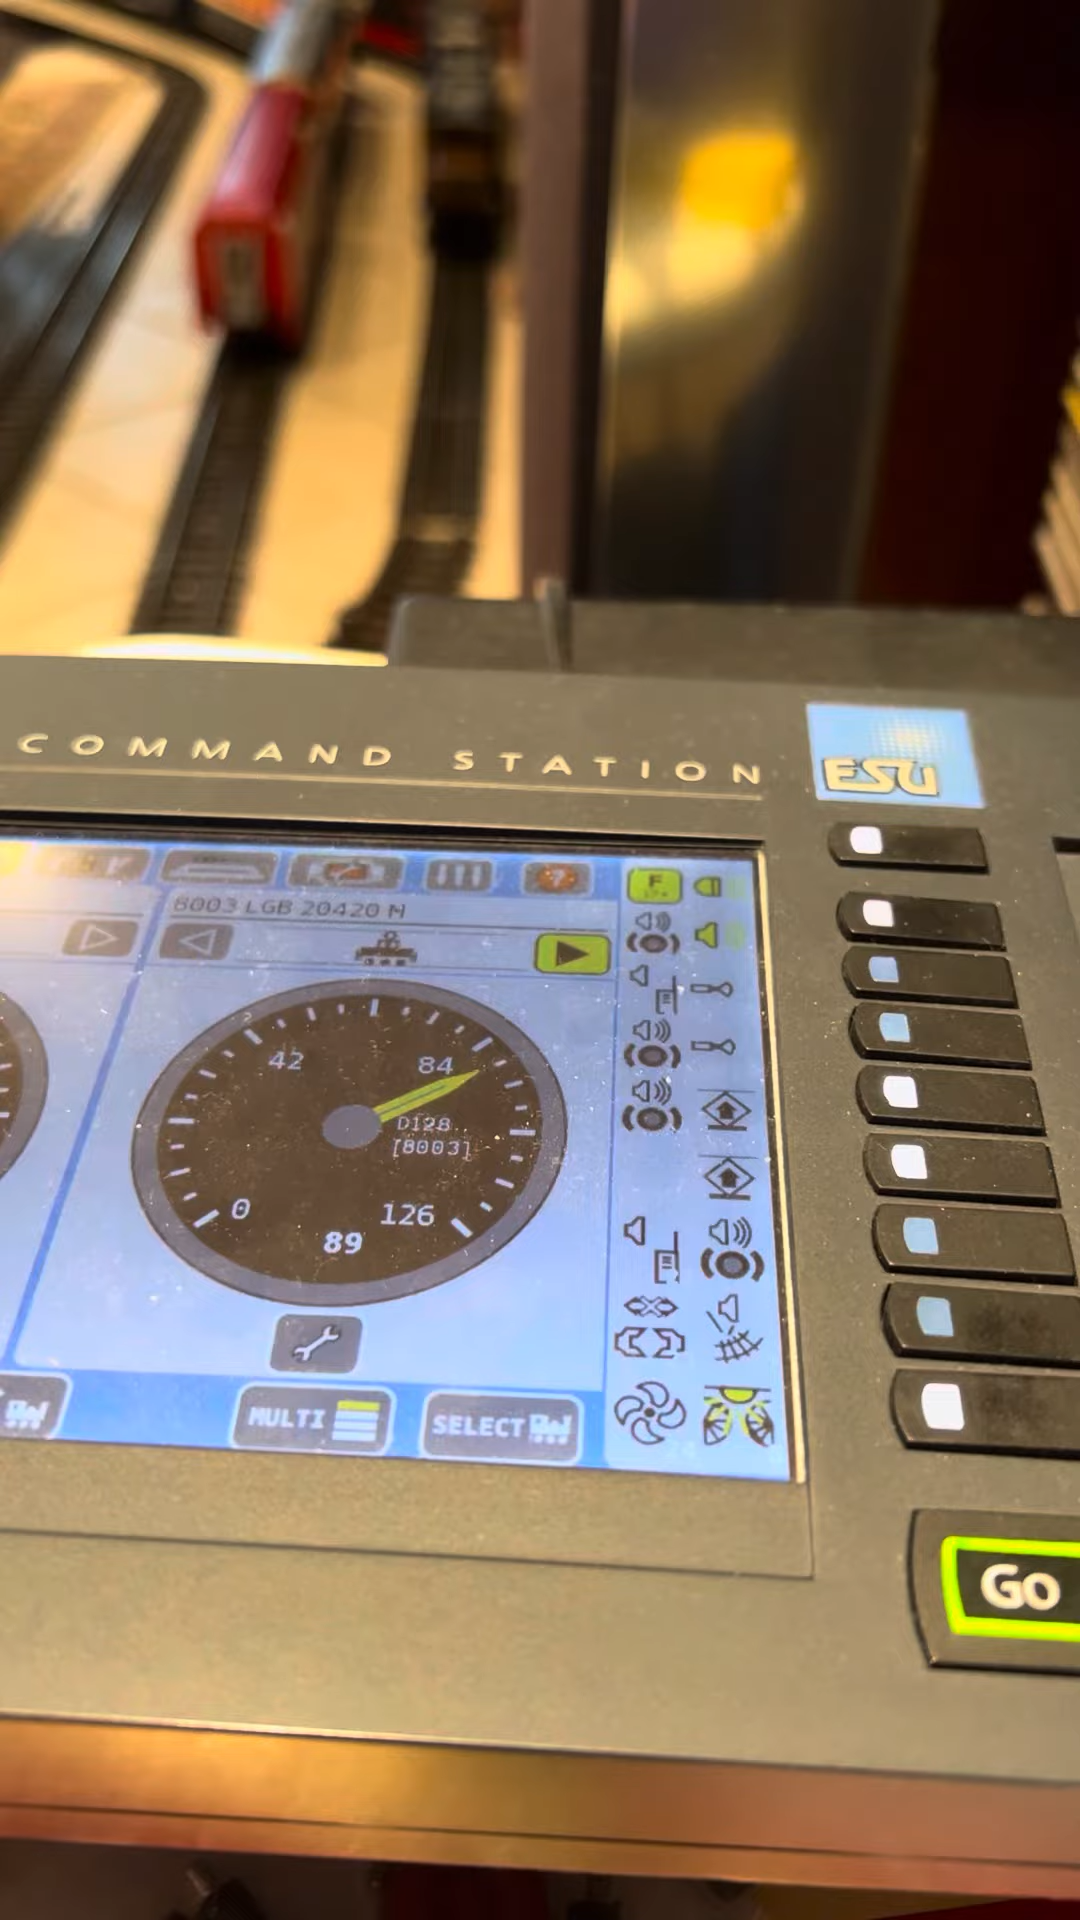 COMMAND STATION
ESU
8003 LGB 20420 N
F
42
84
D128
[8003]
0
126
89
MULTI
SELECT
GO